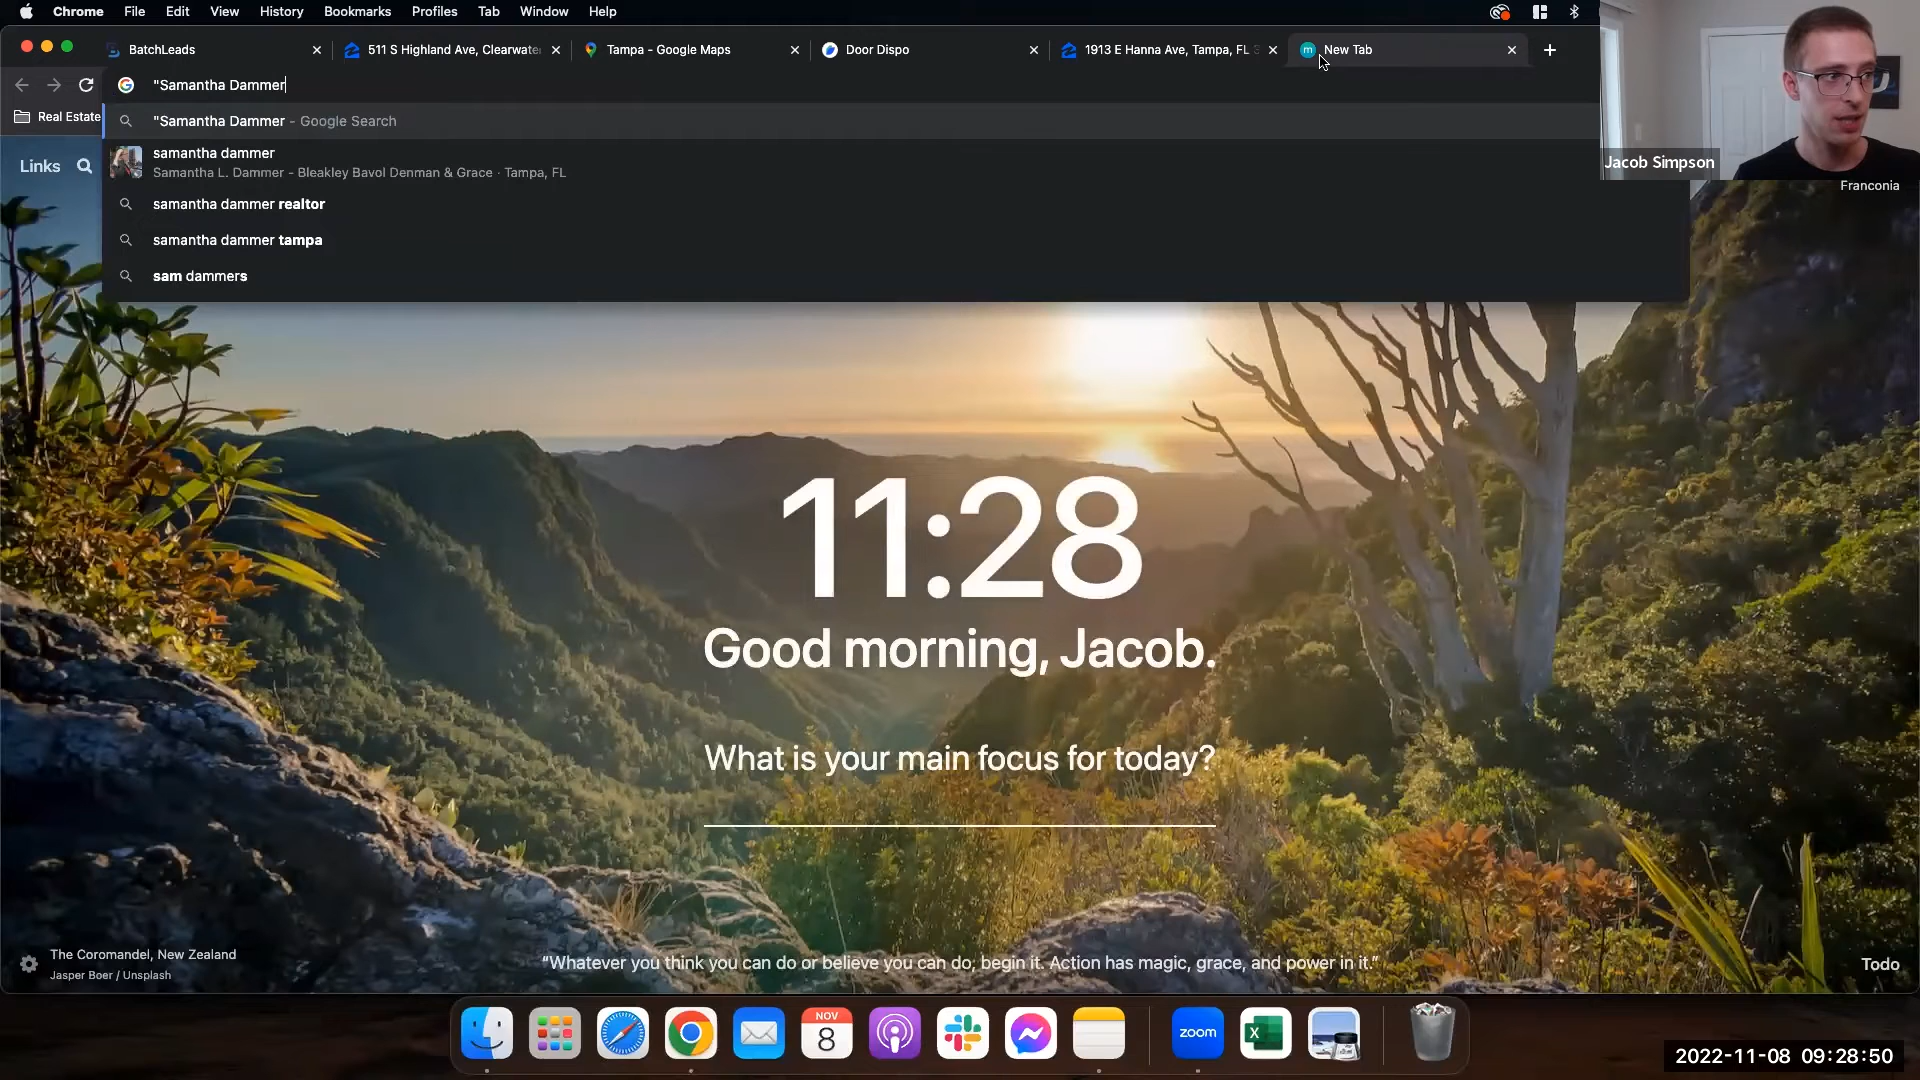 Chrome File Edit View History Bookmarks Profiles Tab Window Help
BatchLeads
511 S Highland Ave, Clearwate
Tampa - Google Maps
Door Dispo
1913 E Hanna Ave, Tampa, FL 3
New Tab
"Samantha Dammer
Real Estate
"Samantha Dammer - Google Search
samantha dammer
Samantha L. Dammer - Bleakley Bavol Denman & Grace · Tampa, FL
samantha dammer realtor
samantha dammer tampa
sam dammers
Links
Jacob Simpson
Franconia
11:28
Good morning, Jacob.
What is your main focus for today?
The Coromandel, New Zealand
Jasper Boer / Unsplash
“Whatever you think you can do or believe you can do, begin it. Action has magic, grace, and power in it.”
Todo
NOV
8
zoom
X
2022-11-08 09:28:50